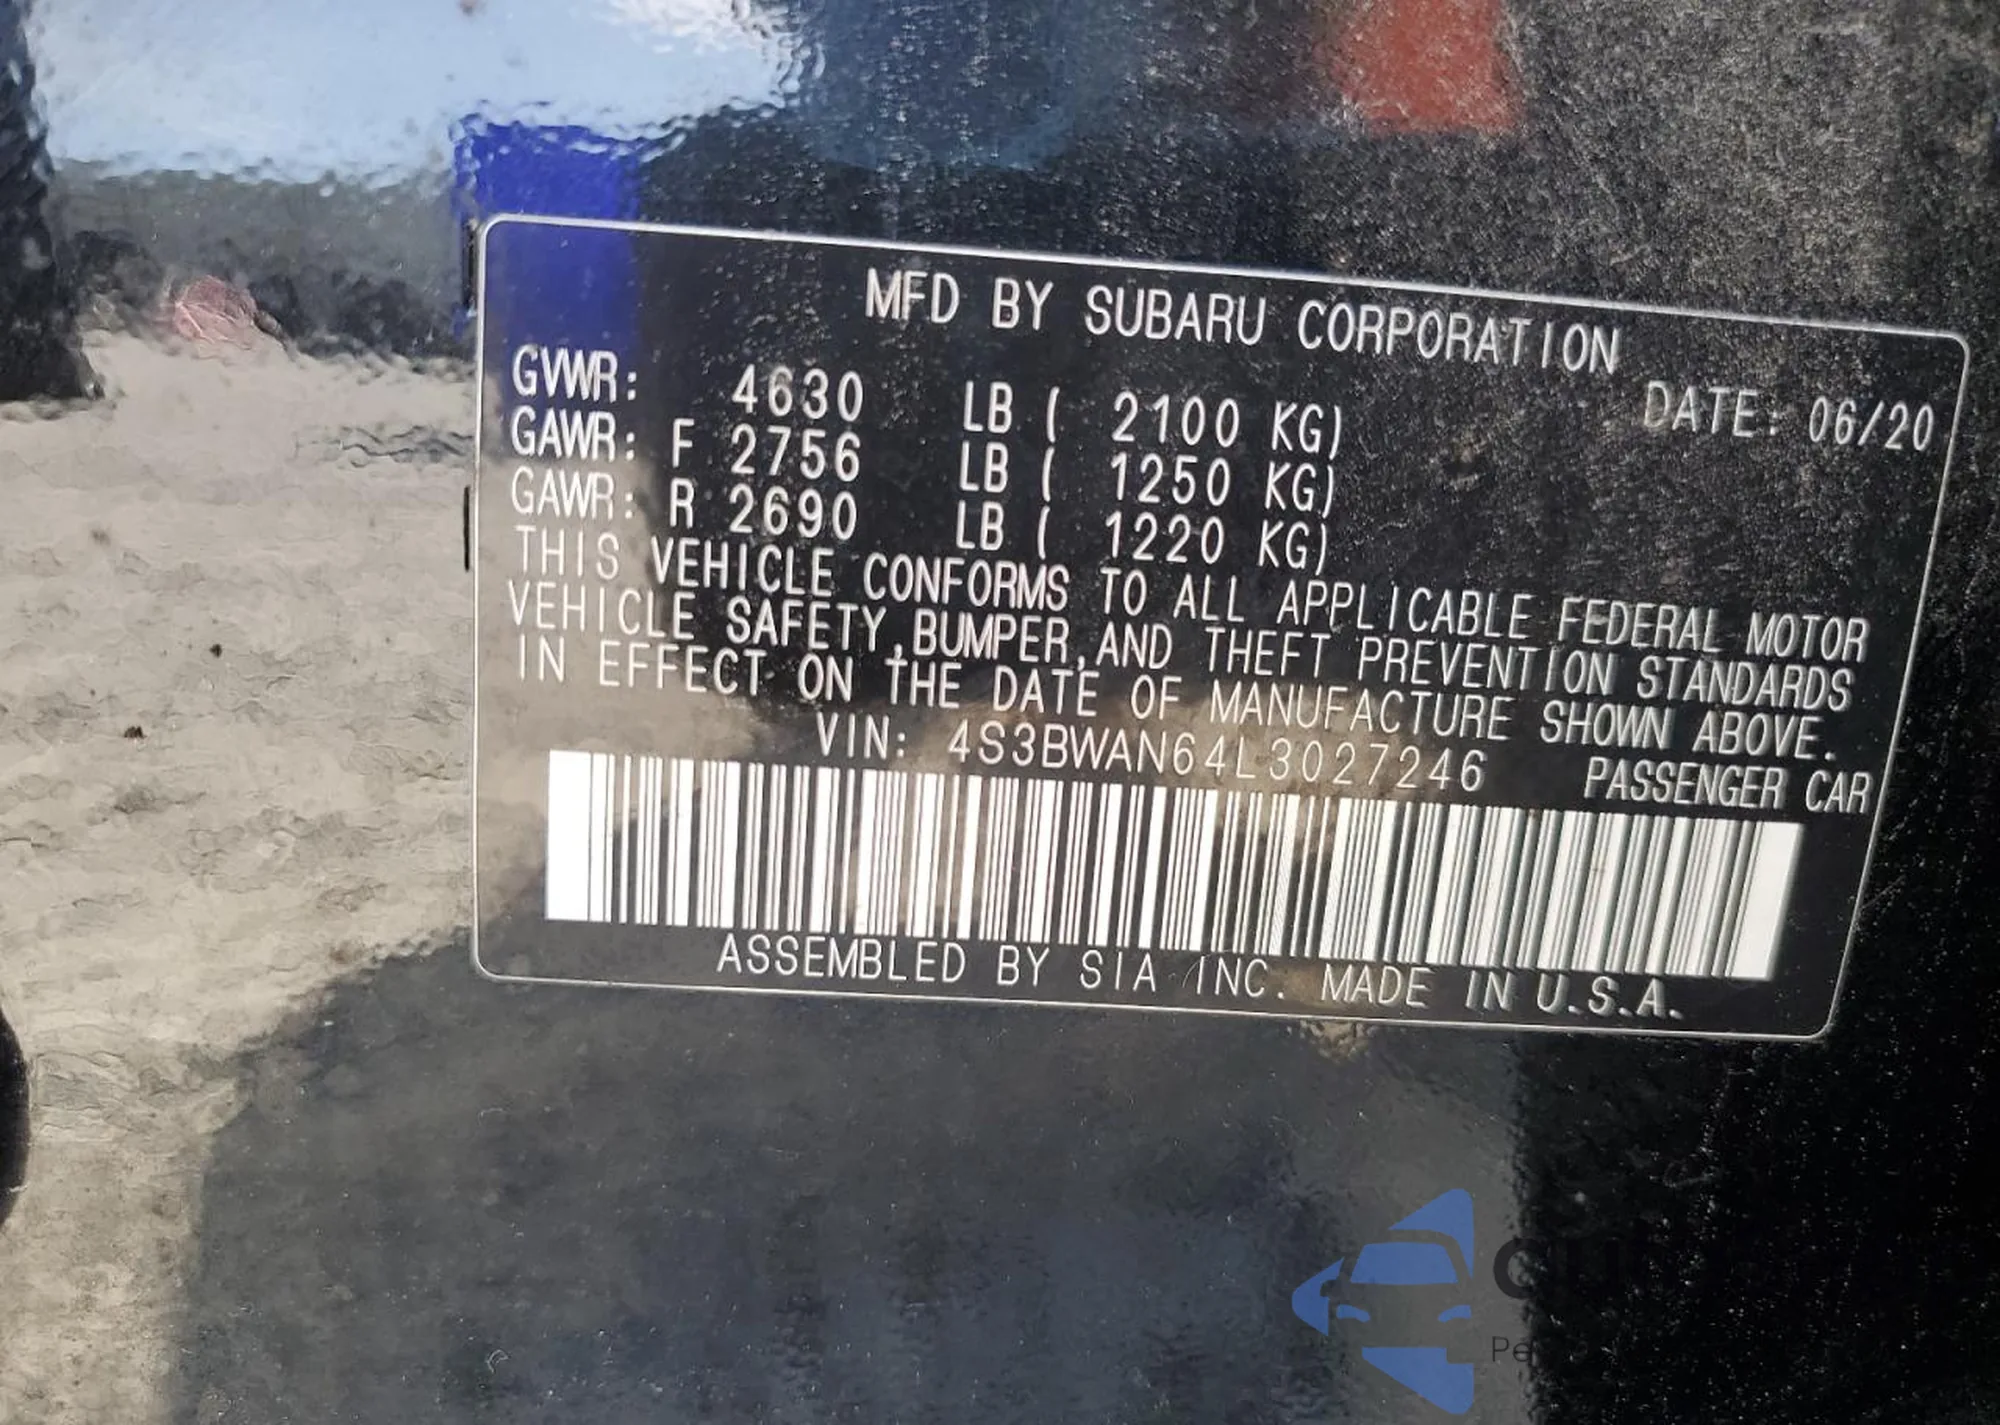 MFD BY SUBARU CORPORATION
DATE: 06/20
GVWR: 4630 LB ( 2100 KG)
GAWR: F 2756 LB ( 1250 KG)
GAWR: R 2690 LB ( 1220 KG)
THIS VEHICLE CONFORMS TO ALL APPLICABLE FEDERAL MOTOR
VEHICLE SAFETY,BUMPER,AND THEFT PREVENTION STANDARDS
IN EFFECT ON THE DATE OF MANUFACTURE SHOWN ABOVE.
VIN: 4S3BWAN64L3027246
PASSENGER CAR
ASSEMBLED BY SIA INC. MADE IN U.S.A.